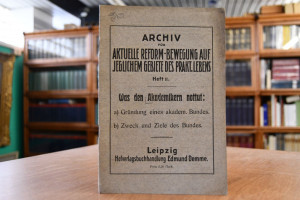 ARCHIV
FÜR
AKTUELLE REFORM-BEWEGUNG AUF
JEGLICHEM GEBIETE DES PRAKT. LEBENS
Heft 2.
Was den Akademikern nottut:
a) Gründung eines akadem. Bundes.
b) Zweck und Ziele des Bundes.
Leipzig
Hofverlagsbuchhandlung Edmund Demme.